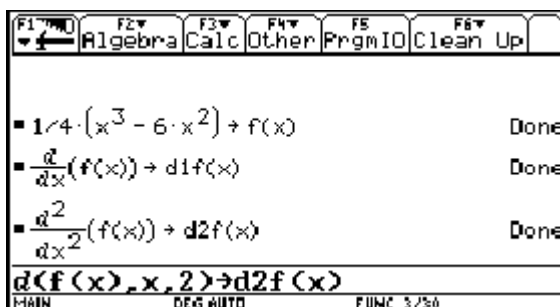 F1 F2 F3 F4 F5 F6
Algebra Calc Other PrgmIO Clean Up
1/4·(x³ - 6·x²) → f(x) Done
d/dx(f(x)) → d1f(x) Done
d²/dx²(f(x)) → d2f(x) Done
d(f(x),x,2)→d2f(x)
MAIN DEG AUTO FUNC 3/30